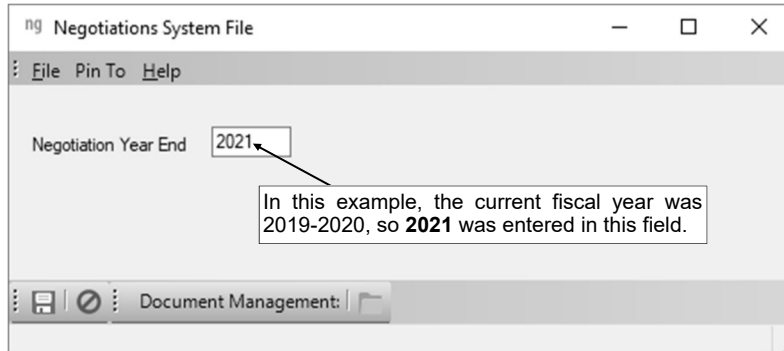 ng Negotiations System File
File Pin To Help
Negotiation Year End 2021
In this example, the current fiscal year was
2019-2020, so 2021 was entered in this field.
Document Management: